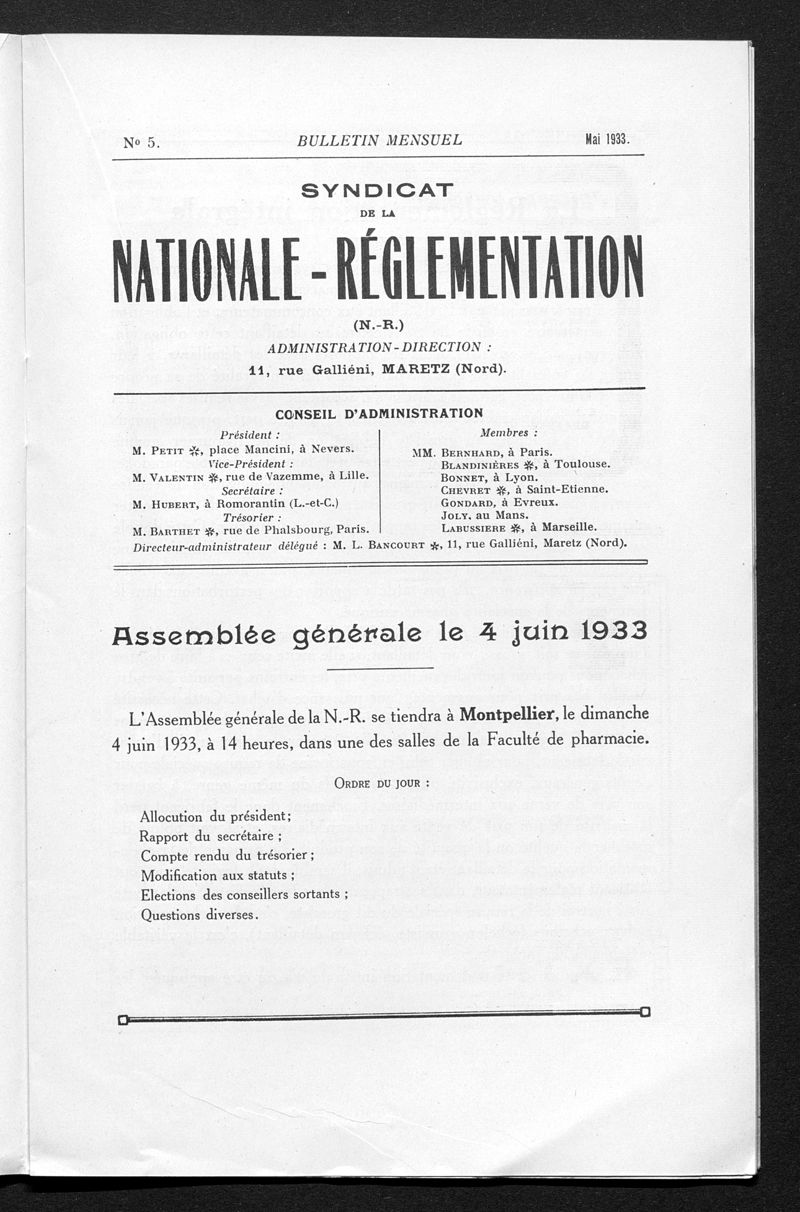 No 5. BULLETIN MENSUEL Mai 1933.
SYNDICAT
DE LA
NATIONALE - RÉGLEMENTATION
(N.-R.)
ADMINISTRATION-DIRECTION :
11, rue Galliéni, MARETZ (Nord).
CONSEIL D'ADMINISTRATION
Président :
M. PETIT ✻, place Mancini, à Nevers.
Vice-Président :
M. VALENTIN ✻, rue de Vazemme, à Lille.
Secrétaire :
M. HUBERT, à Romorantin (L.-et-C.)
Trésorier :
M. BARTHET ✻, rue de Phalsbourg, Paris.
Membres :
MM. BERNHARD, à Paris.
BLANDINIÈRES ✻, à Toulouse.
BONNET, à Lyon.
CHEVRET ✻, à Saint-Etienne.
GONDARD, à Evreux.
JOLY, au Mans.
LABUSSIERE ✻, à Marseille.
Directeur-administrateur délégué : M. L. BANCOURT ✻, 11, rue Galliéni, Maretz (Nord).
Assemblée générale le 4 juin 1933
L'Assemblée générale de la N.-R. se tiendra à Montpellier, le dimanche
4 juin 1933, à 14 heures, dans une des salles de la Faculté de pharmacie.
ORDRE DU JOUR :
Allocution du président;
Rapport du secrétaire ;
Compte rendu du trésorier ;
Modification aux statuts ;
Elections des conseillers sortants ;
Questions diverses.